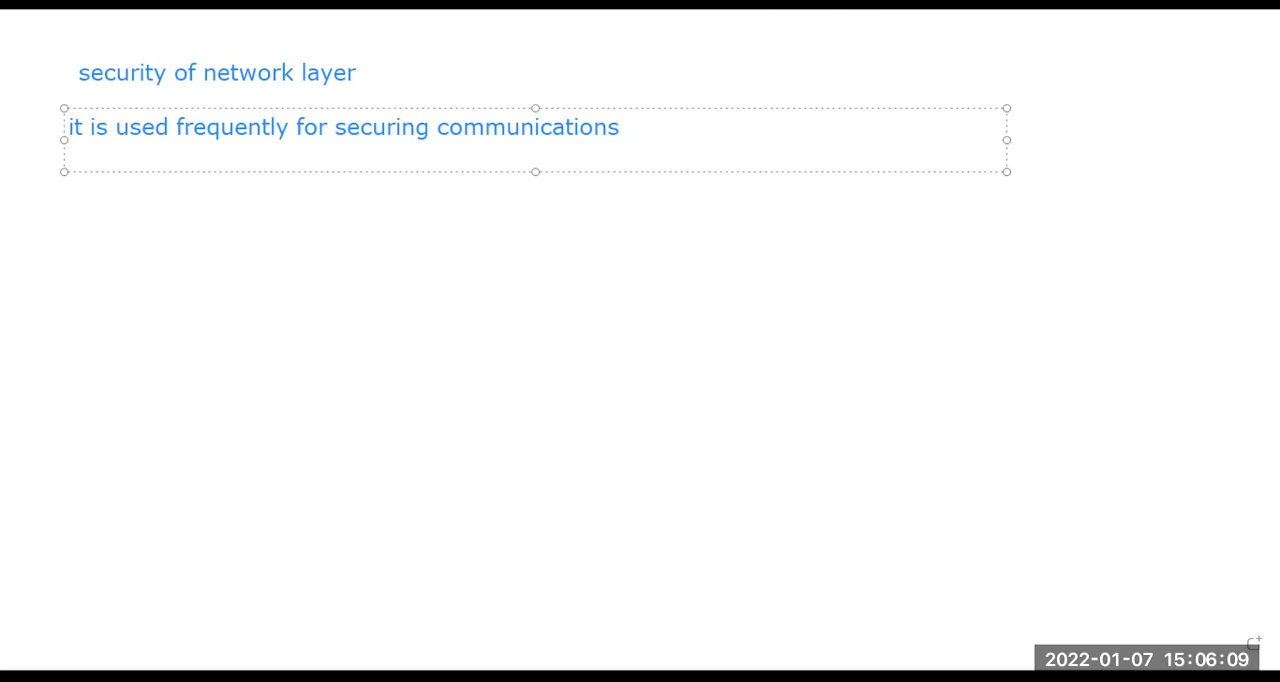 security of network layer
it is used frequently for securing communications
2022-01-07 15:06:09